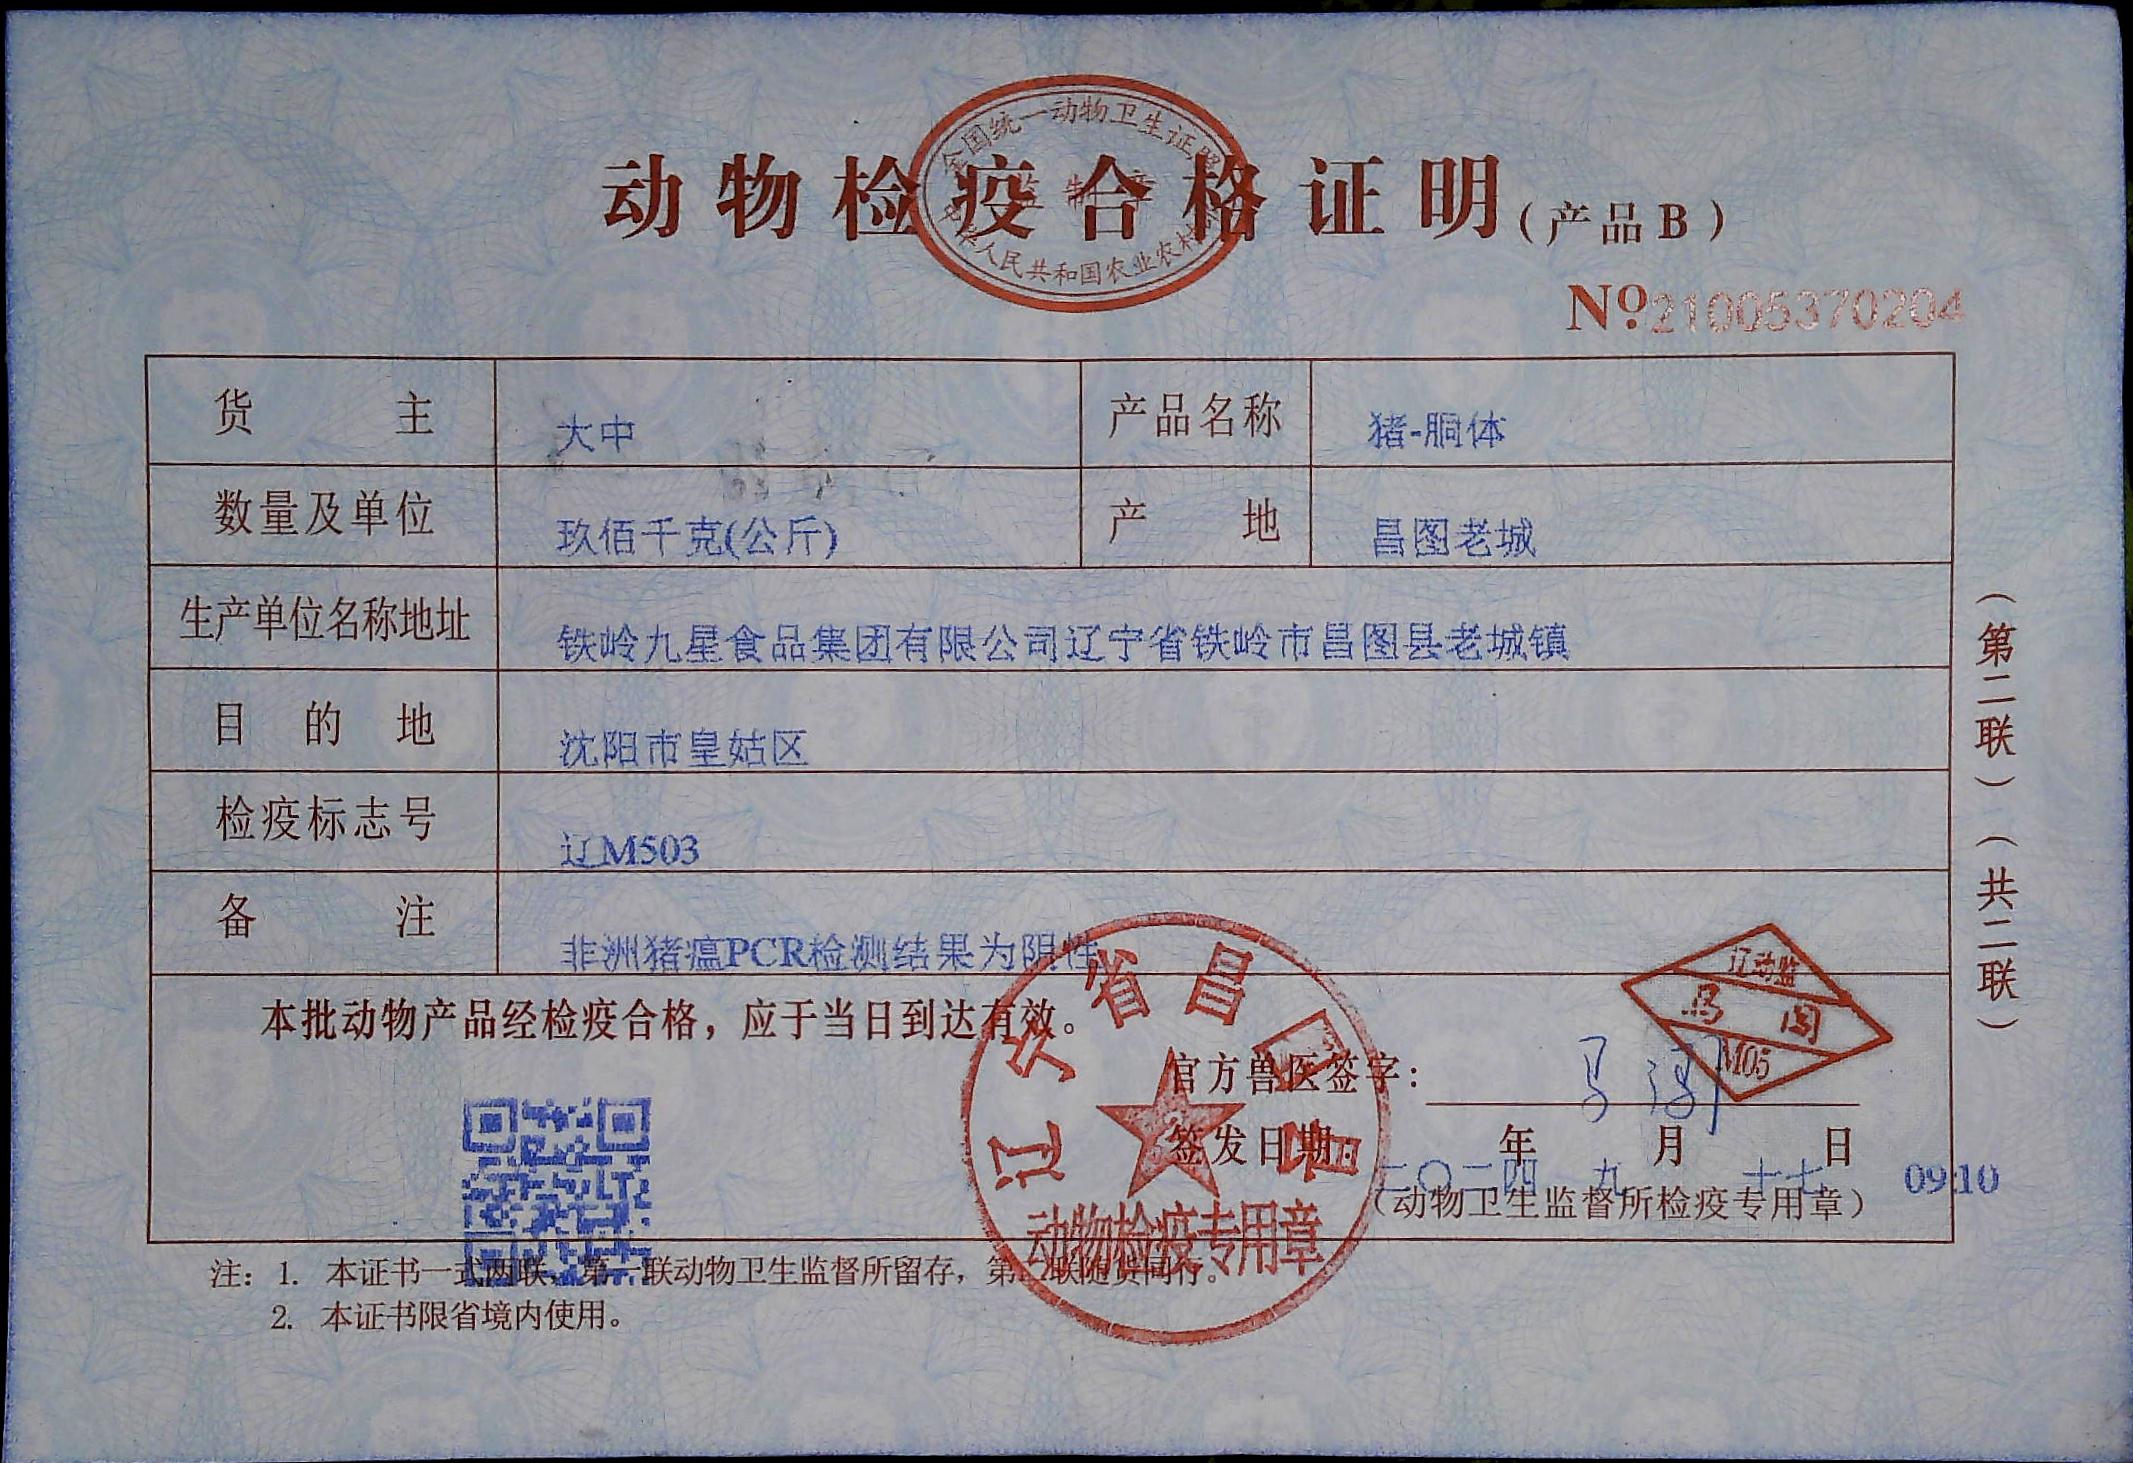 全国统一动物卫生证照
监制章
中华人民共和国农业农村部
动物检疫合格证明(产品B)
Nº21005370204
货主 大中 产品名称 猪-胴体
数量及单位 玖佰千克(公斤) 产地 昌图老城
生产单位名称地址 铁岭九星食品集团有限公司辽宁省铁岭市昌图县老城镇
目的地 沈阳市皇姑区
检疫标志号 辽M503
备注 非洲猪瘟PCR检测结果为阴性
本批动物产品经检疫合格，应于当日到达有效。
辽动监
M05
官方兽医签字：
签发日期： 二〇二四年九月十七日 09:10
(动物卫生监督所检疫专用章)
辽宁省昌图县
动物检疫专用章
注：1. 本证书一式两联，第一联动物卫生监督所留存，第二联随货同行。
2. 本证书限省境内使用。
(第二联)(共二联)